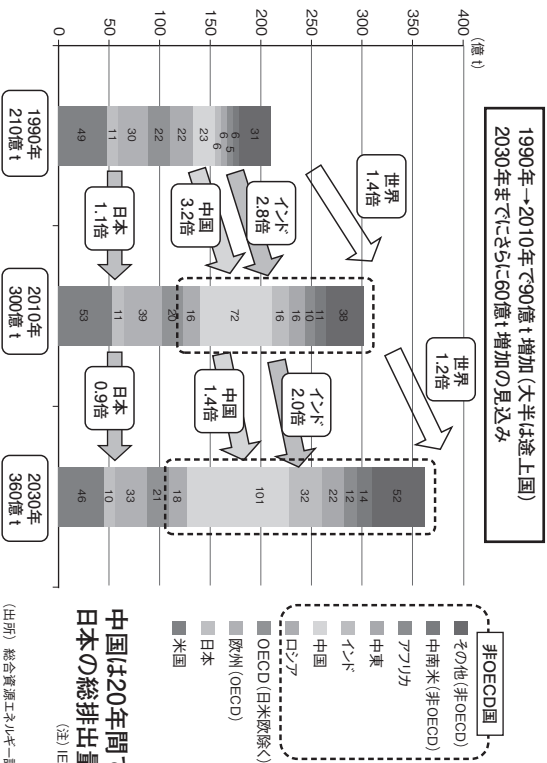 1990年→2010年で90億t増加（大半は途上国）
2030年までにさらに60億t増加の見込み
（億t）
400
350
300
250
200
150
100
50
0
世界
1.4倍
世界
1.2倍
インド
2.8倍
インド
2.0倍
中国
3.2倍
中国
1.4倍
日本
1.1倍
日本
0.9倍
31
6
5
6
6
23
22
22
30
11
49
38
11
10
16
16
72
16
20
39
11
53
52
14
12
22
32
101
18
21
33
10
46
1990年
210億t
2010年
300億t
2030年
360億t
非OECD国
その他（非OECD）
中南米（非OECD）
アフリカ
中東
インド
中国
ロシア
OECD（日米欧除く）
欧州（OECD）
日本
米国
中国は20年間で
日本の総排出量
（注）IE
（出所）総合資源エネルギー